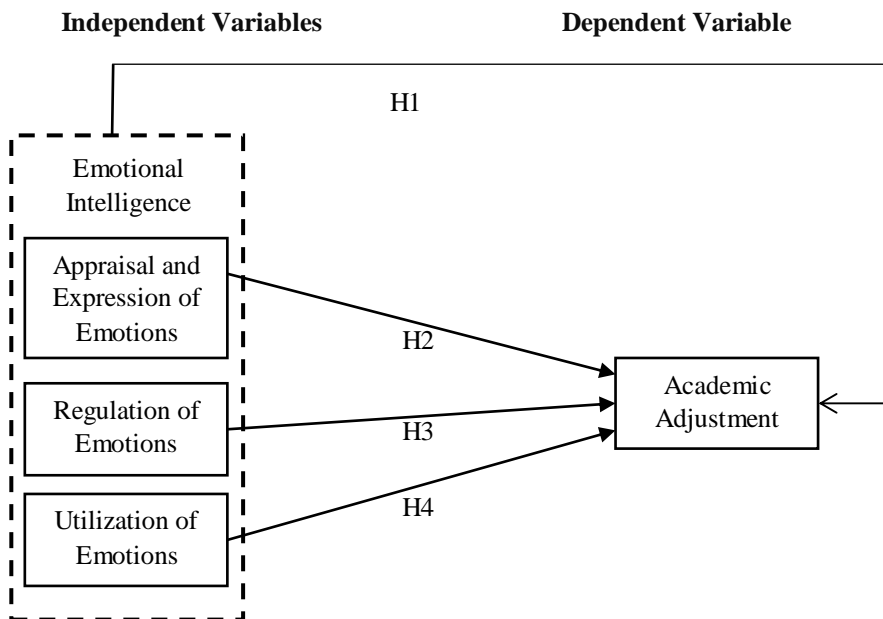 Independent Variables
Dependent Variable
H1
Emotional
Intelligence
Appraisal and
Expression of
Emotions
H2
Regulation of
Emotions
H3
Academic
Adjustment
Utilization of
Emotions
H4